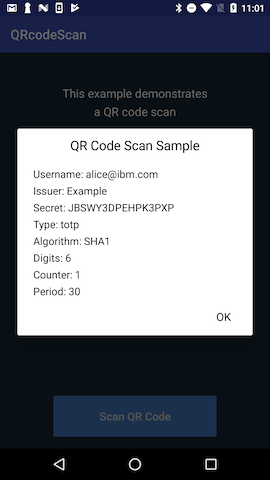 11:01
QRcodeScan
This example demonstrates
a QR code scan
QR Code Scan Sample
Username: alice@ibm.com
Issuer: Example
Secret: JBSWY3DPEHPK3PXP
Type: totp
Algorithm: SHA1
Digits: 6
Counter: 1
Period: 30
OK
Scan QR Code